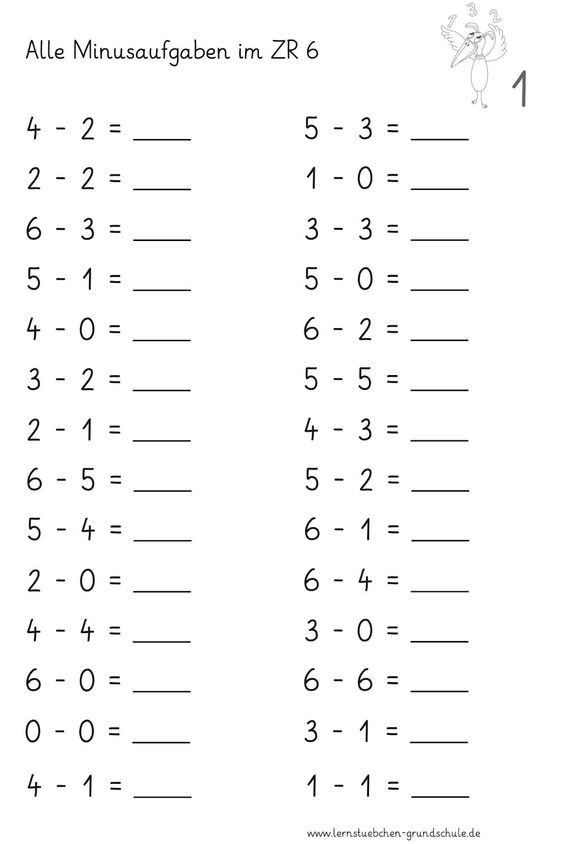 1 3 2
Alle Minusaufgaben im ZR 6
1
4 - 2 = ____ 5 - 3 = ____
2 - 2 = ____ 1 - 0 = ____
6 - 3 = ____ 3 - 3 = ____
5 - 1 = ____ 5 - 0 = ____
4 - 0 = ____ 6 - 2 = ____
3 - 2 = ____ 5 - 5 = ____
2 - 1 = ____ 4 - 3 = ____
6 - 5 = ____ 5 - 2 = ____
5 - 4 = ____ 6 - 1 = ____
2 - 0 = ____ 6 - 4 = ____
4 - 4 = ____ 3 - 0 = ____
6 - 0 = ____ 6 - 6 = ____
0 - 0 = ____ 3 - 1 = ____
4 - 1 = ____ 1 - 1 = ____
www.lernstuebchen-grundschule.de